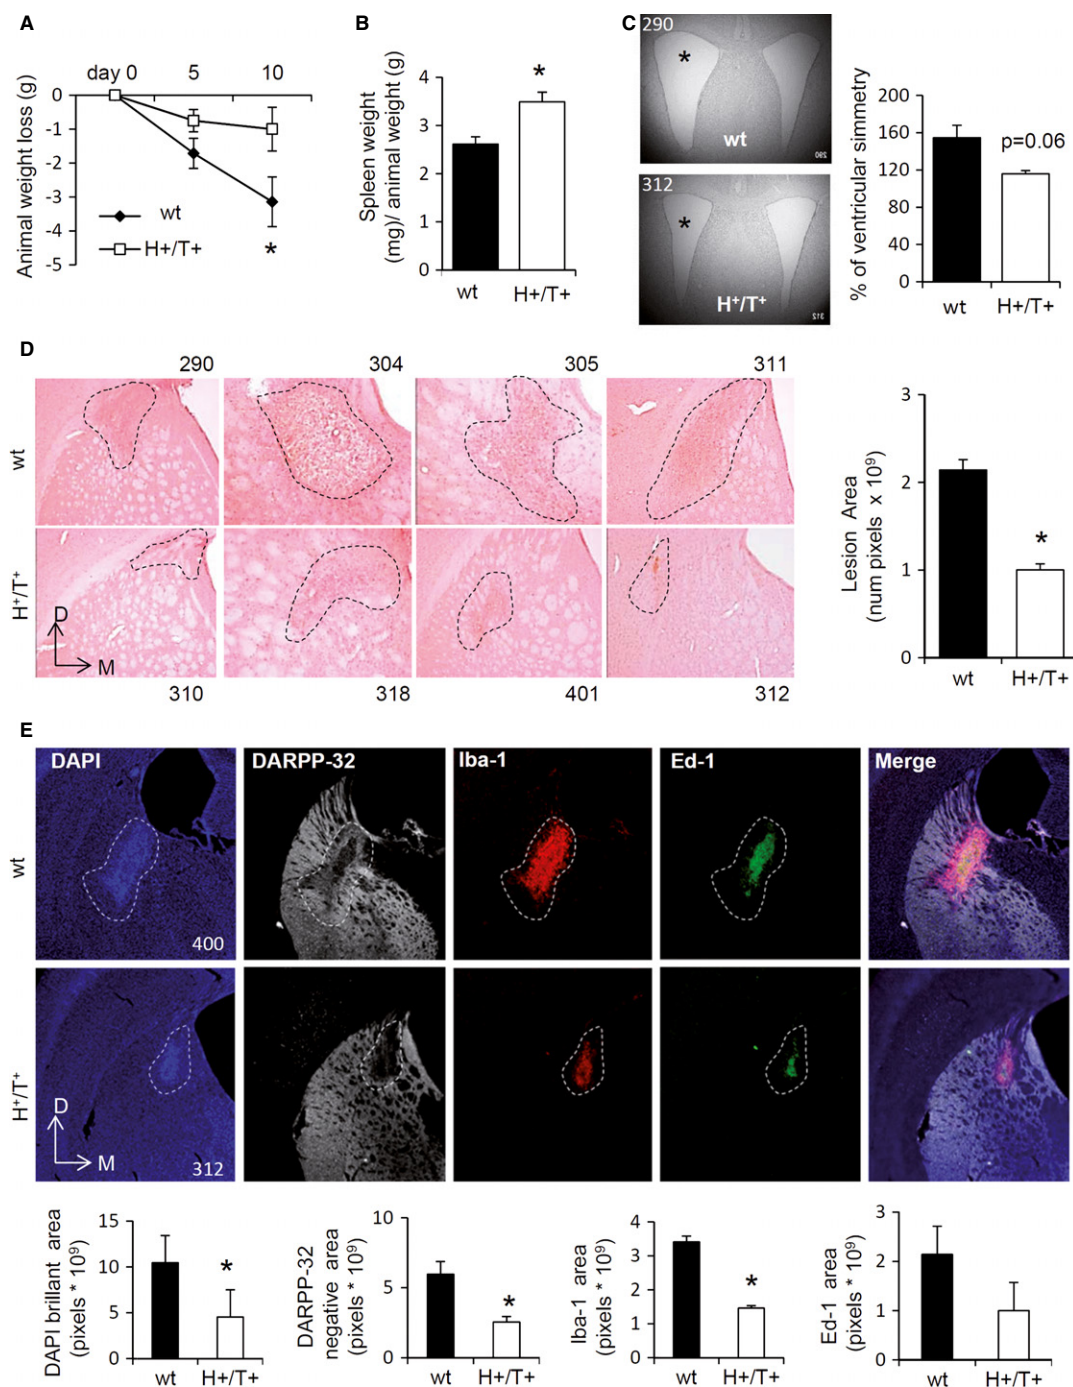 A
day 0 5 10
Animal weight loss (g)
0
-1
-2
-3
-4
-5
wt
H+/T+
*
B
Spleen weight
(mg)/ animal weight (g)
4
3
2
1
0
*
wt H+/T+
C
290
*
wt
290
312
*
H+/T+
312
% of ventricular simmetry
200
160
120
80
40
0
p=0.06
wt H+/T+
D
290 304 305 311
wt
H+/T+
D
M
310 318 401 312
Lesion Area
(num pixels x 10⁹)
3
2
1
0
*
wt H+/T+
E
DAPI DARPP-32 Iba-1 Ed-1 Merge
wt
400
H+/T+
D
M
312
DAPI brillant area
(pixels * 10⁹)
15
10
5
0
*
wt H+/T+
DARPP-32
negative area
(pixels * 10⁹)
10
5
0
*
wt H+/T+
Iba-1 area
(pixels * 10⁹)
4
3
2
1
0
*
wt H+/T+
Ed-1 area
(pixels * 10⁹)
3
2
1
0
wt H+/T+